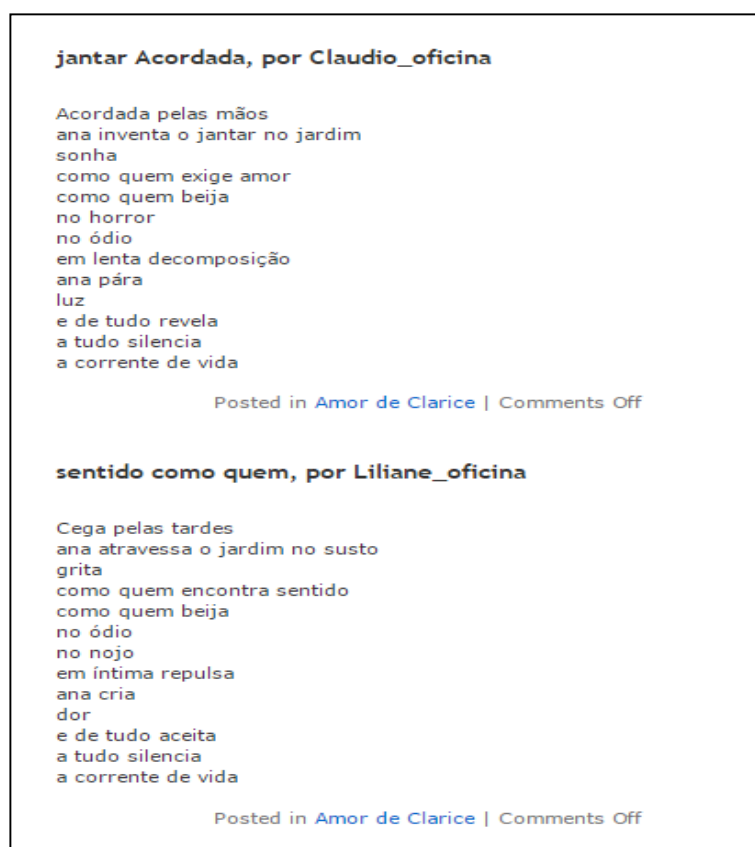 jantar Acordada, por Claudio_oficina
Acordada pelas mãos
ana inventa o jantar no jardim
sonha
como quem exige amor
como quem beija
no horror
no ódio
em lenta decomposição
ana pára
luz
e de tudo revela
a tudo silencia
a corrente de vida
Posted in Amor de Clarice | Comments Off
sentido como quem, por Liliane_oficina
Cega pelas tardes
ana atravessa o jardim no susto
grita
como quem encontra sentido
como quem beija
no ódio
no nojo
em íntima repulsa
ana cria
dor
e de tudo aceita
a tudo silencia
a corrente de vida
Posted in Amor de Clarice | Comments Off